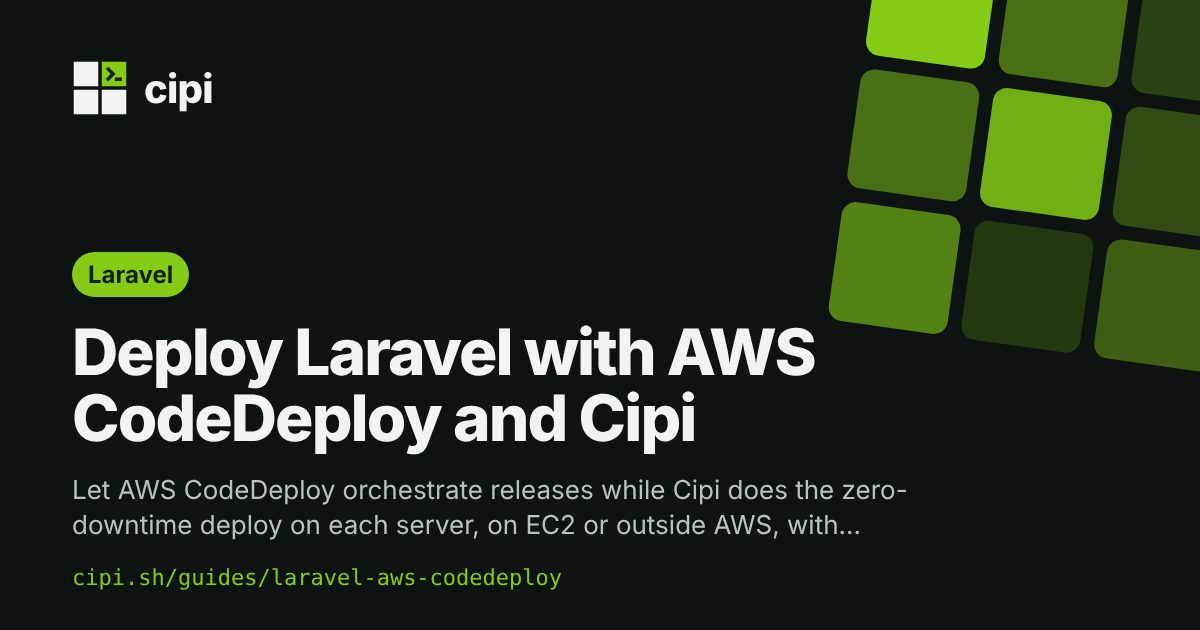 cipi
Laravel
Deploy Laravel with AWS
CodeDeploy and Cipi
Let AWS CodeDeploy orchestrate releases while Cipi does the zero-
downtime deploy on each server, on EC2 or outside AWS, with...
cipi.sh/guides/laravel-aws-codedeploy